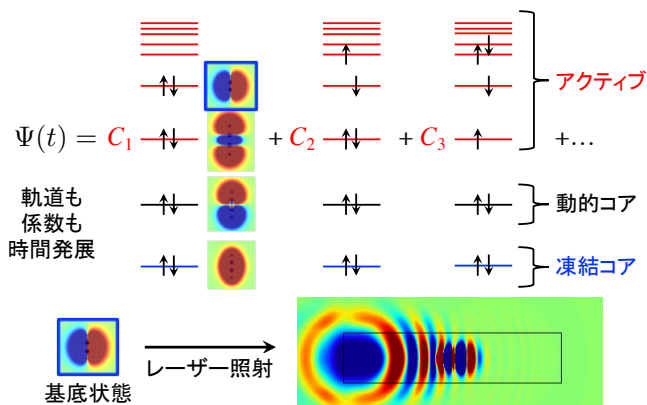 アクティブ
Ψ(t) = C₁ + C₂ + C₃ +...
軌道も
係数も
時間発展
動的コア
凍結コア
レーザー照射
基底状態